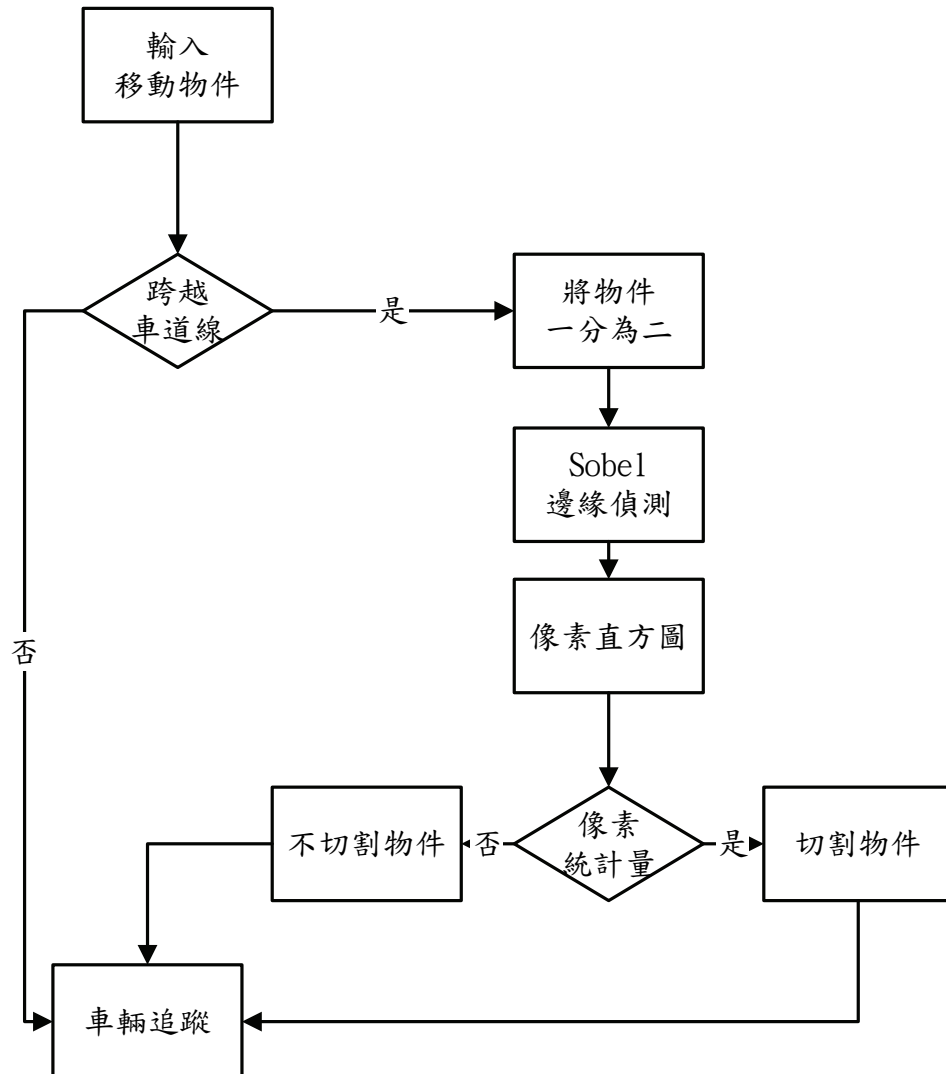 輸入
移動物件
跨越
車道線
是
將物件
一分為二
Sobel
邊緣偵測
像素直方圖
否
不切割物件
否
像素
統計量
是
切割物件
車輛追蹤